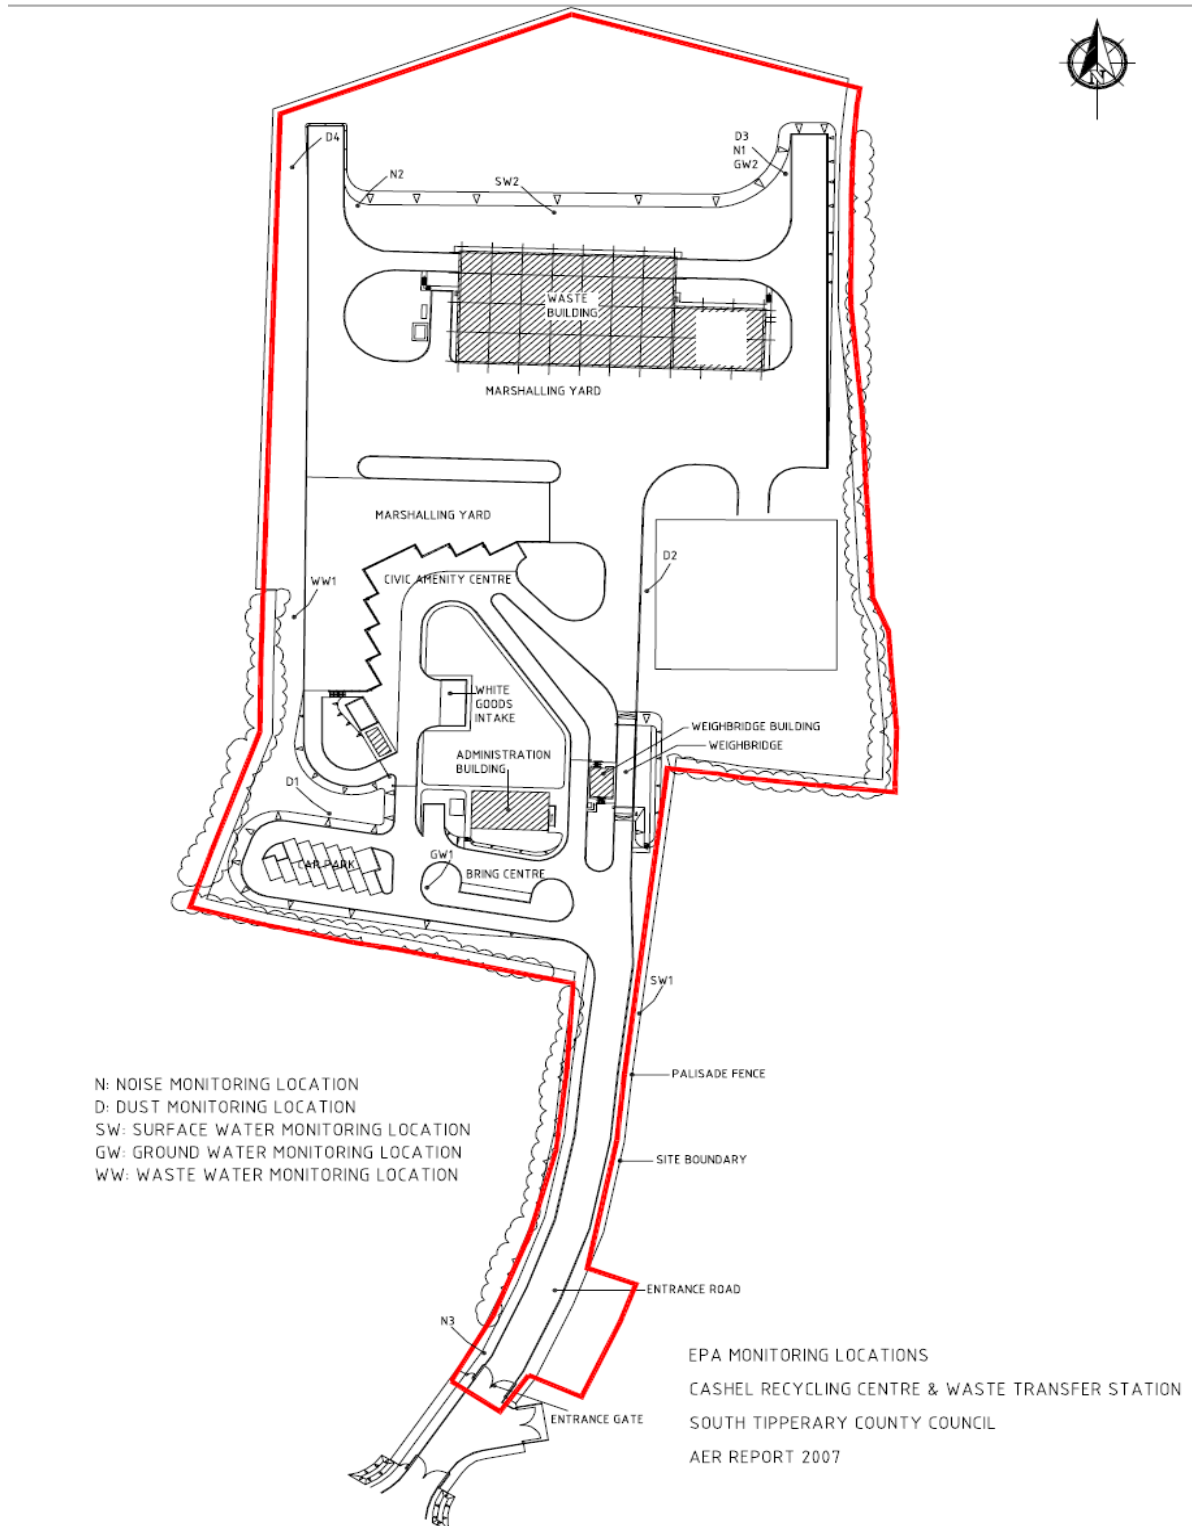 N
D4
D3
N1
GW2
N2
SW2
WASTE
BUILDING
MARSHALLING YARD
MARSHALLING YARD
D2
WW1
CIVIC AMENITY CENTRE
WHITE
GOODS
INTAKE
WEIGHBRIDGE BUILDING
WEIGHBRIDGE
ADMINISTRATION
BUILDING
D1
CAR PARK
GW1
BRING CENTRE
SW1
PALISADE FENCE
N: NOISE MONITORING LOCATION
D: DUST MONITORING LOCATION
SW: SURFACE WATER MONITORING LOCATION
GW: GROUND WATER MONITORING LOCATION
WW: WASTE WATER MONITORING LOCATION
SITE BOUNDARY
ENTRANCE ROAD
N3
ENTRANCE GATE
EPA MONITORING LOCATIONS
CASHEL RECYCLING CENTRE & WASTE TRANSFER STATION
SOUTH TIPPERARY COUNTY COUNCIL
AER REPORT 2007